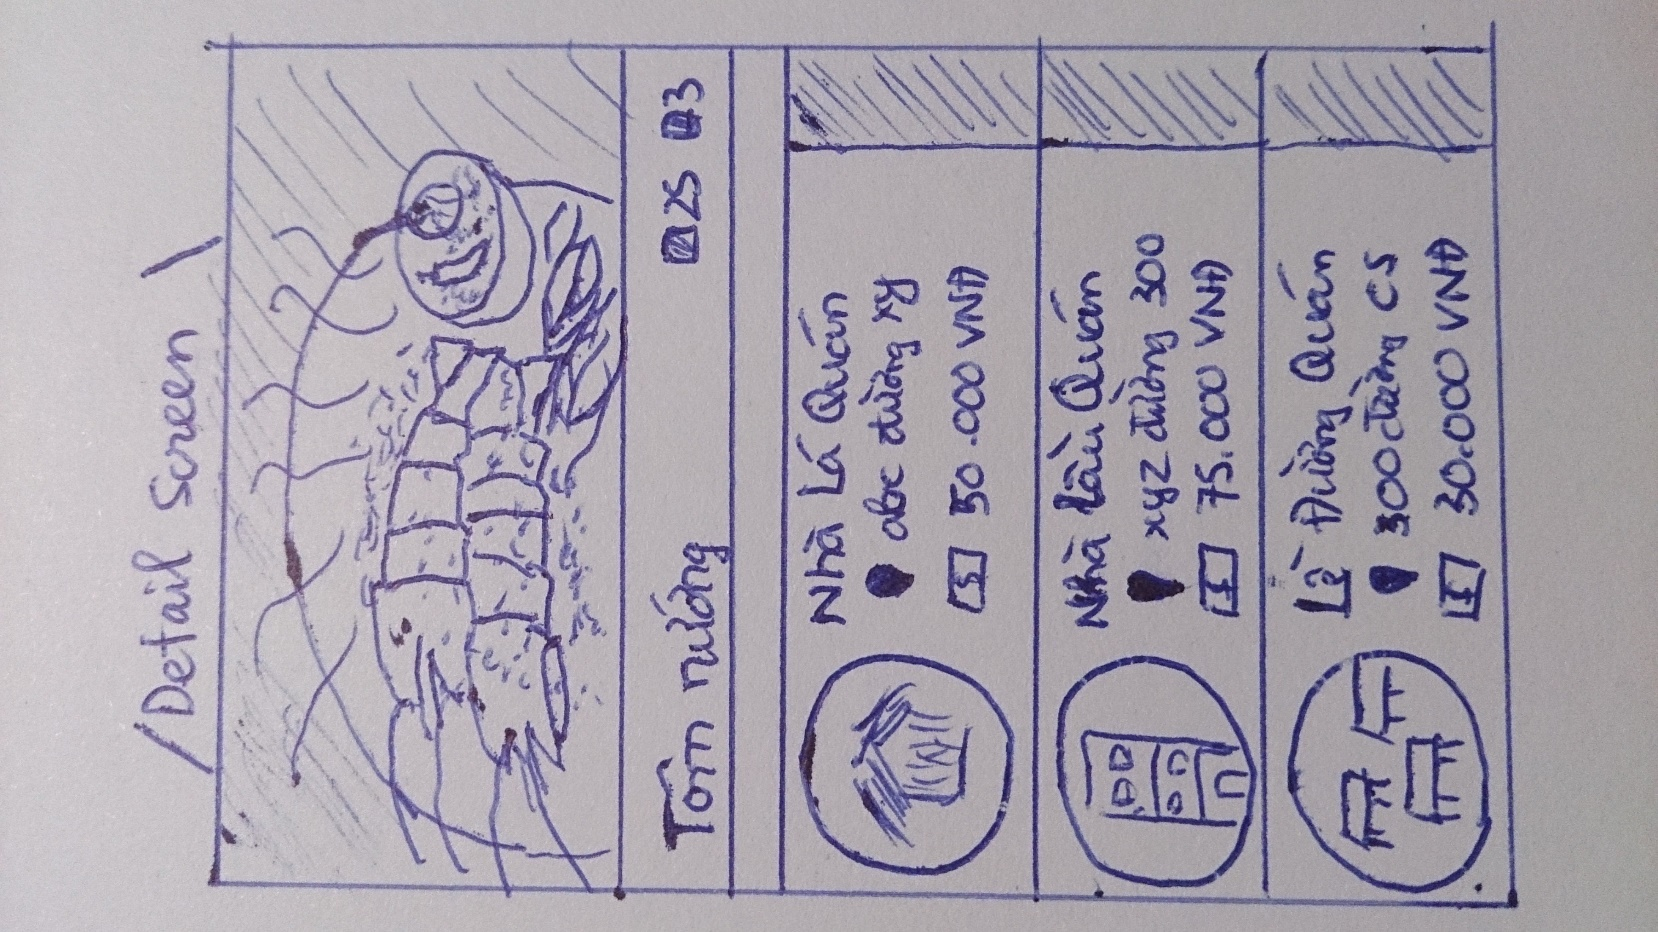 /Detail Screen\
Tôm nướng 25 3
Nhà Lá Quán
abc đường xy
$ 50.000 VNĐ
Nhà Lầu Quán
xyz đường 300
$ 75.000 VNĐ
Lề Đường Quán
300 đường CS
$ 30.000 VNĐ